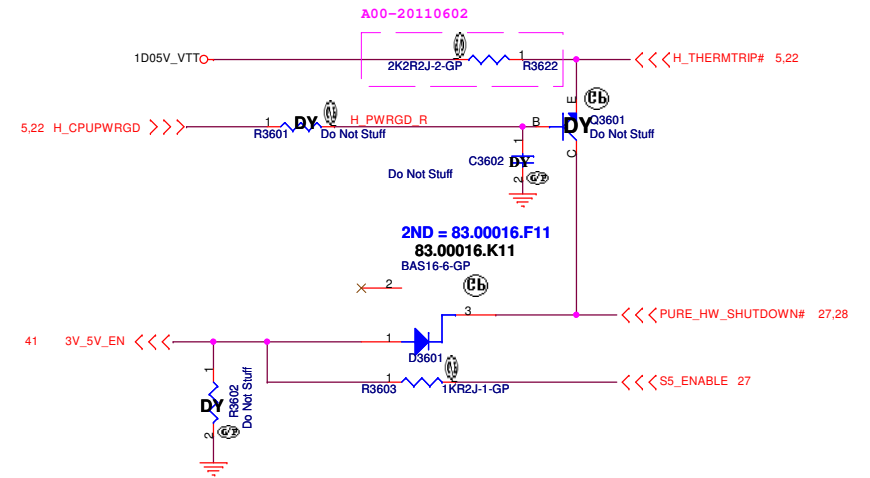 A00-20110602
1D05V_VTT
2K2R2J-2-GP
1
R3622
H_THERMTRIP# 5,22
5,22 H_CPUPWRGD
1
R3601
DY
Do Not Stuff
H_PWRGD_R
B
E
C
DY
Q3601
Do Not Stuff
1
C3602
DY
2
Do Not Stuff
2ND = 83.00016.F11
83.00016.K11
BAS16-6-GP
2
3
PURE_HW_SHUTDOWN# 27,28
41 3V_5V_EN
1
D3601
1
R3603
1KR2J-1-GP
S5_ENABLE 27
1
DY
R3602
Do Not Stuff
2